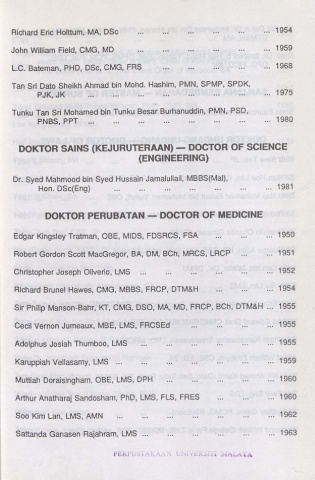 Richard Eric Holttum, MA, DSc ... ... ... ... ... 1954
John William Field, CMG, MD ... ... ... ... ... 1959
L.C. Bateman, PHD, DSc, CMG, FRS ... ... ... ... 1968
Tan Sri Dato Sheikh Ahmad bin Mohd. Hashim, PMN, SPMP, SPDK,
PJK, JK ... ... ... ... ... ... ... 1975
Tunku Tan Sri Mohamed bin Tunku Besar Burhanuddin, PMN, PSD,
PNBS, PPT ... ... ... ... ... ... ... 1980
DOKTOR SAINS (KEJURUTERAAN) — DOCTOR OF SCIENCE
(ENGINEERING)
Dr. Syed Mahmood bin Syed Hussain Jamalullail, MBBS(Mal),
Hon. DSc(Eng) ... ... ... ... ... ... 1981
DOKTOR PERUBATAN — DOCTOR OF MEDICINE
Edgar Kingsley Tratman, OBE, MIDS, FDSRCS, FSA ... ... 1950
Robert Gordon Scott MacGregor, BA, DM, BCh, MRCS, LRCP ... ... 1951
Christopher Joseph Oliverio, LMS ... ... ... ... ... 1952
Richard Brunel Hawes, CMG, MBBS, FRCP, DTM&H ... ... ... 1954
Sir Philip Manson-Bahr, KT, CMG, DSO, MA, MD, FRCP, BCh, DTM&H ... 1955
Cecil Vernon Jumeaux, MBE, LMS, FRCSEd ... ... ... 1955
Adolphus Josiah Thumboo, LMS ... ... ... ... ... 1955
Karuppiah Vellasamy, LMS ... ... ... ... ... ... 1959
Muttiah Doraisingham, OBE, LMS, DPH ... ... ... ... 1960
Arthur Anatharaj Sandosham, PhD, LMS, FLS, FRES ... ... 1960
Soo Kim Lan, LMS, AMN ... ... ... ... ... ... 1962
Sattanda Ganasen Rajahram, LMS ... ... ... ... ... ... 1963
PERPUSTAKAAN UNIVERSITI MALAYA